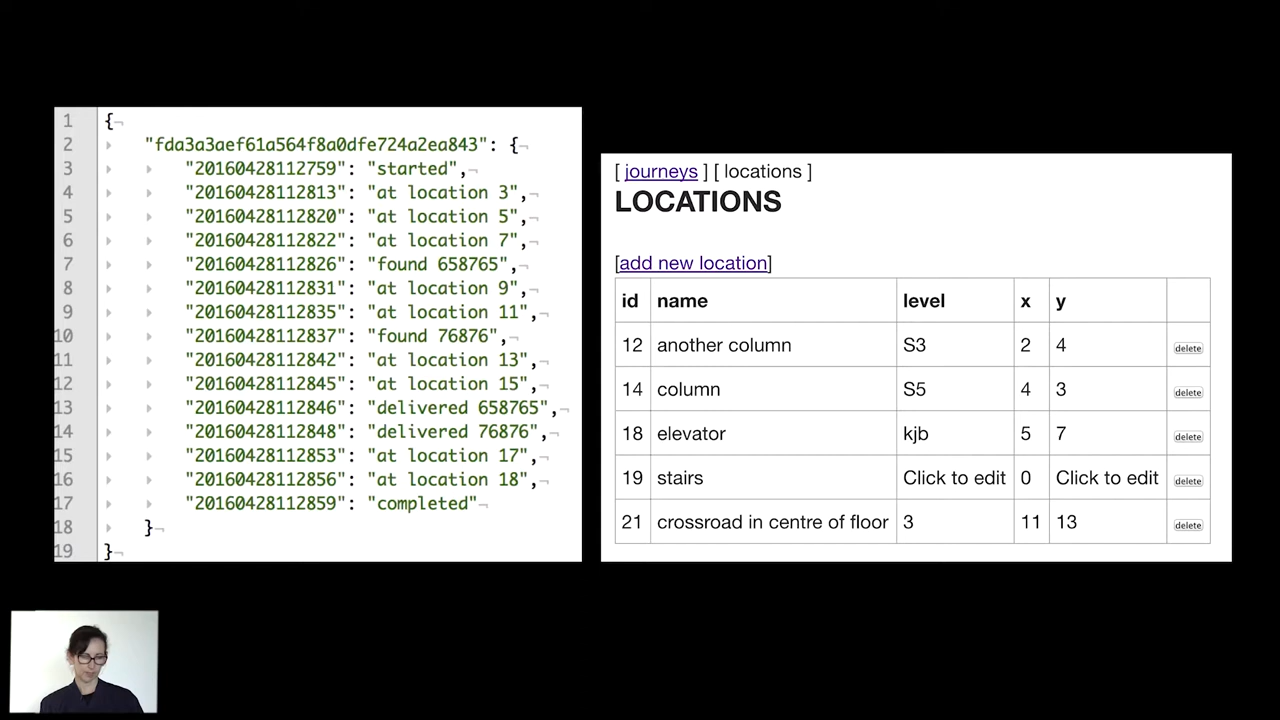 1 {¬
2 "fda3a3aef61a564f8a0dfe724a2ea843": {¬
3 "20160428112759": "started",¬
4 "20160428112813": "at location 3",¬
5 "20160428112820": "at location 5",¬
6 "20160428112822": "at location 7",¬
7 "20160428112826": "found 658765",¬
8 "20160428112831": "at location 9",¬
9 "20160428112835": "at location 11",¬
10 "20160428112837": "found 76876",¬
11 "20160428112842": "at location 13",¬
12 "20160428112845": "at location 15",¬
13 "20160428112846": "delivered 658765",¬
14 "20160428112848": "delivered 76876",¬
15 "20160428112853": "at location 17",¬
16 "20160428112856": "at location 18",¬
17 "20160428112859": "completed"¬
18 }¬
19 }¬
[ journeys ] [ locations ]
LOCATIONS
[add new location]
id name level x y
12 another column S3 2 4 delete
14 column S5 4 3 delete
18 elevator kjb 5 7 delete
19 stairs Click to edit 0 Click to edit delete
21 crossroad in centre of floor 3 11 13 delete